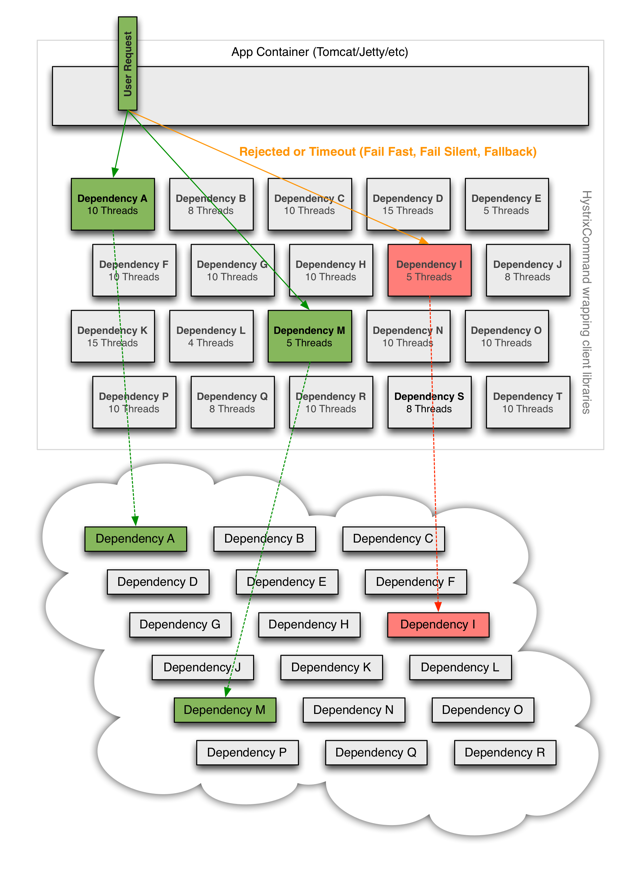 User Request
App Container (Tomcat/Jetty/etc)
Rejected or Timeout (Fail Fast, Fail Silent, Fallback)
Dependency A
10 Threads
Dependency B
8 Threads
Dependency C
10 Threads
Dependency D
15 Threads
Dependency E
5 Threads
Dependency F
10 Threads
Dependency G
10 Threads
Dependency H
10 Threads
Dependency I
5 Threads
Dependency J
8 Threads
Dependency K
15 Threads
Dependency L
4 Threads
Dependency M
5 Threads
Dependency N
10 Threads
Dependency O
10 Threads
Dependency P
10 Threads
Dependency Q
8 Threads
Dependency R
10 Threads
Dependency S
8 Threads
Dependency T
10 Threads
HystrixCommand wrapping client libraries
Dependency A
Dependency B
Dependency C
Dependency D
Dependency E
Dependency F
Dependency G
Dependency H
Dependency I
Dependency J
Dependency K
Dependency L
Dependency M
Dependency N
Dependency O
Dependency P
Dependency Q
Dependency R